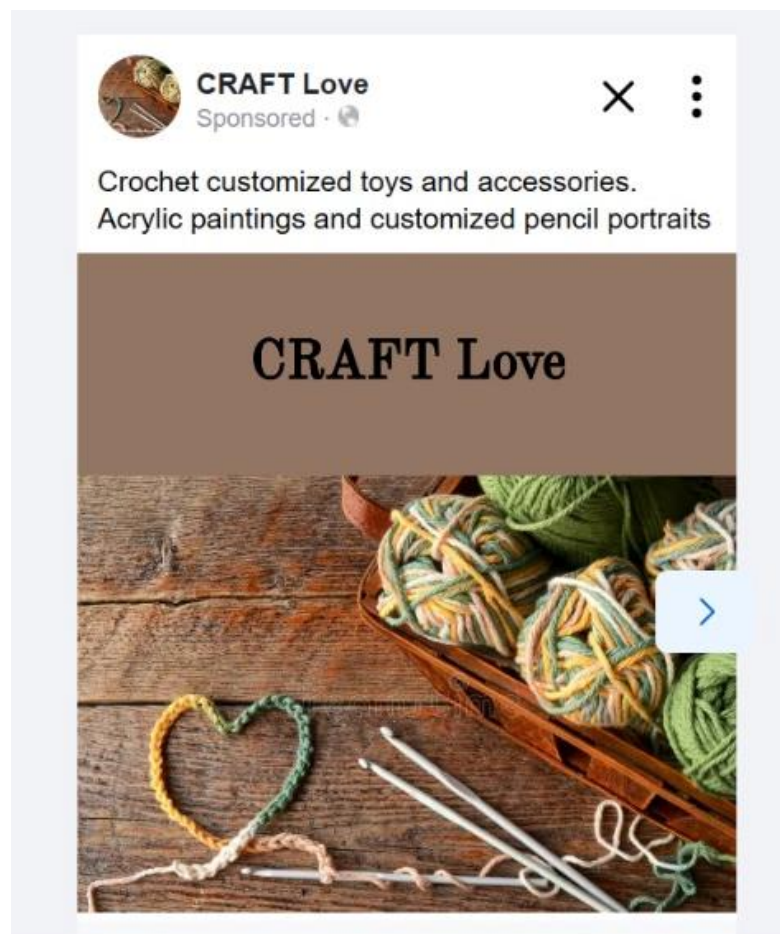 CRAFT Love
Sponsored ·
Crochet customized toys and accessories.
Acrylic paintings and customized pencil portraits
CRAFT Love